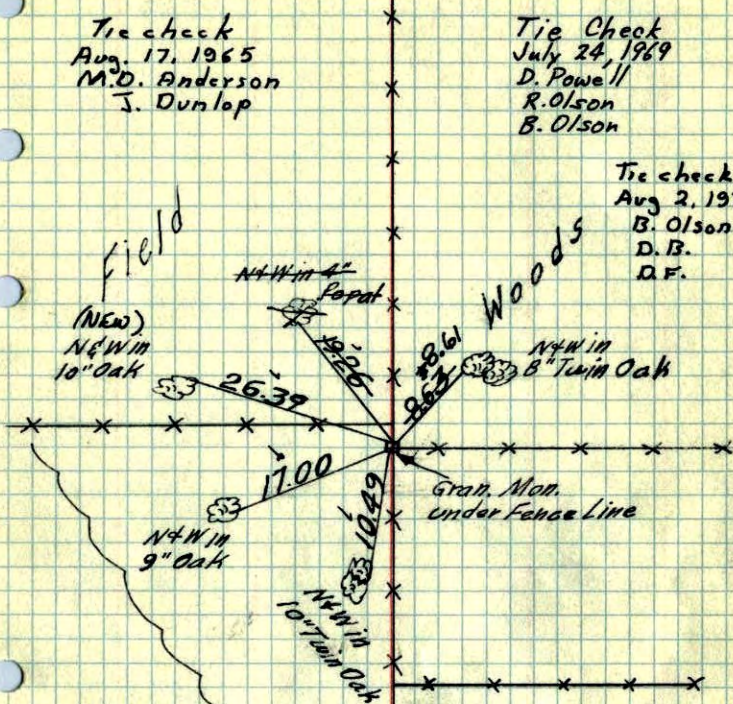 Tie check
Aug. 17, 1965
M.D. Anderson
J. Dunlop
Tie Check
July 24, 1969
D. Powell
R. Olson
B. Olson
Tie check
Aug 2, 19
B. Olson
D.B.
D.F.
Field
Woods
N&W in 4"
Popal
(NEW)
N&W in
10" Oak
N&W in
8" Twin Oak
19.26
8.61
8.63
26.39
17.00
10.49
Gran. Mon.
under Fence Line
N&W in
9" Oak
N&W in
10" Twin Oak